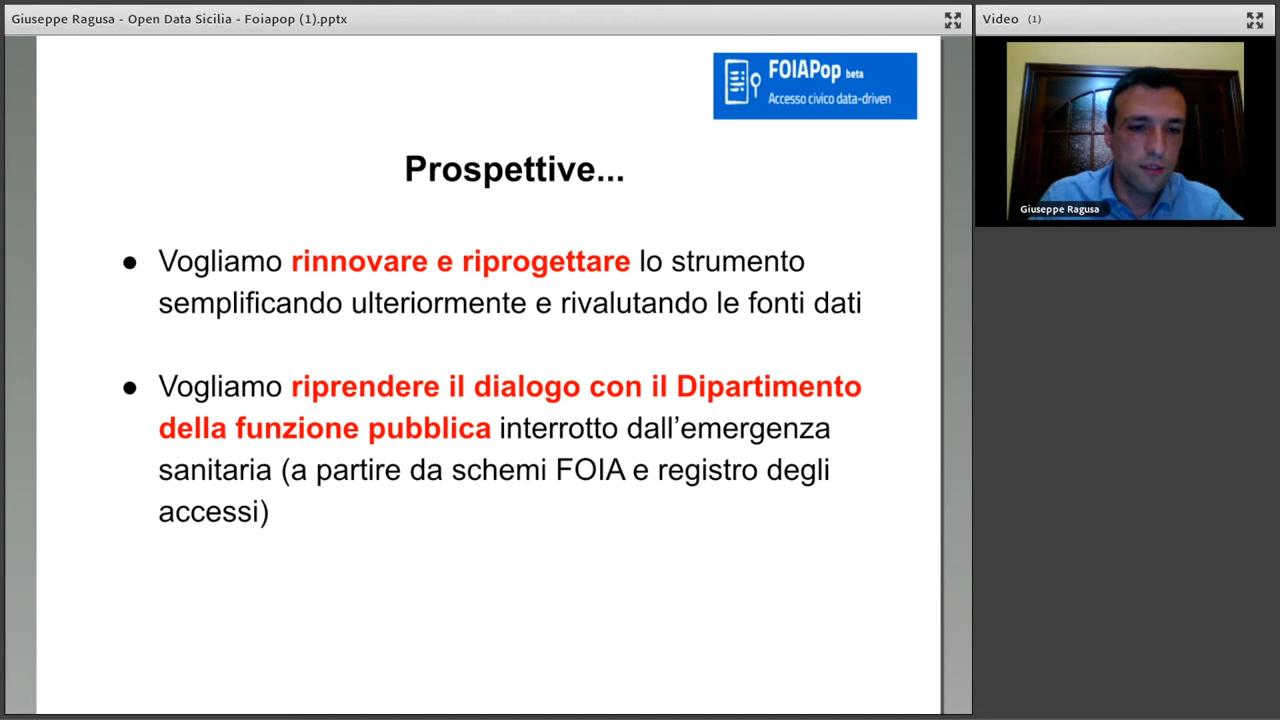 Giuseppe Ragusa - Open Data Sicilia - Foiapop (1).pptx
Video (1)
FOIAPop beta
Accesso civico data-driven
Giuseppe Ragusa
Prospettive...
● Vogliamo rinnovare e riprogettare lo strumento
semplificando ulteriormente e rivalutando le fonti dati
● Vogliamo riprendere il dialogo con il Dipartimento
della funzione pubblica interrotto dall’emergenza
sanitaria (a partire da schemi FOIA e registro degli
accessi)